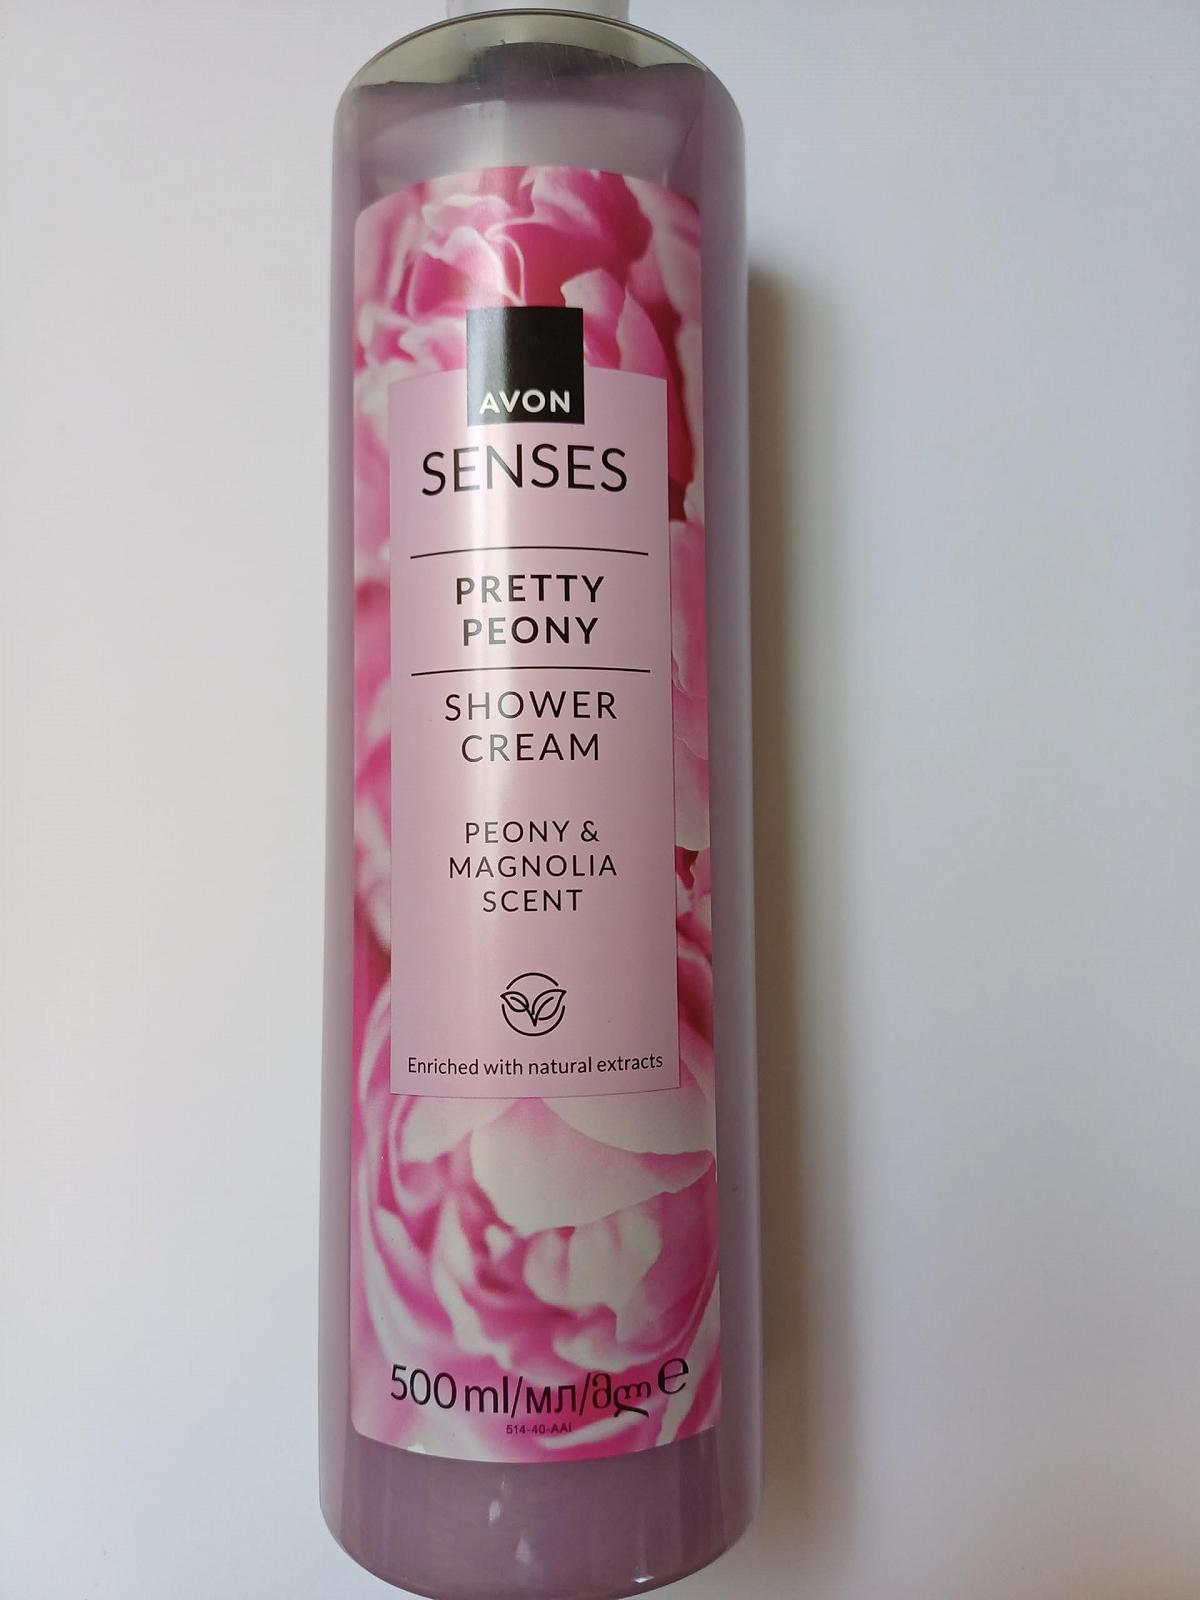 AVON
SENSES
PRETTY
PEONY
SHOWER
CREAM
PEONY &
MAGNOLIA
SCENT
Enriched with natural extracts
500 ml/мл/მლ ℮
514-40-AAI